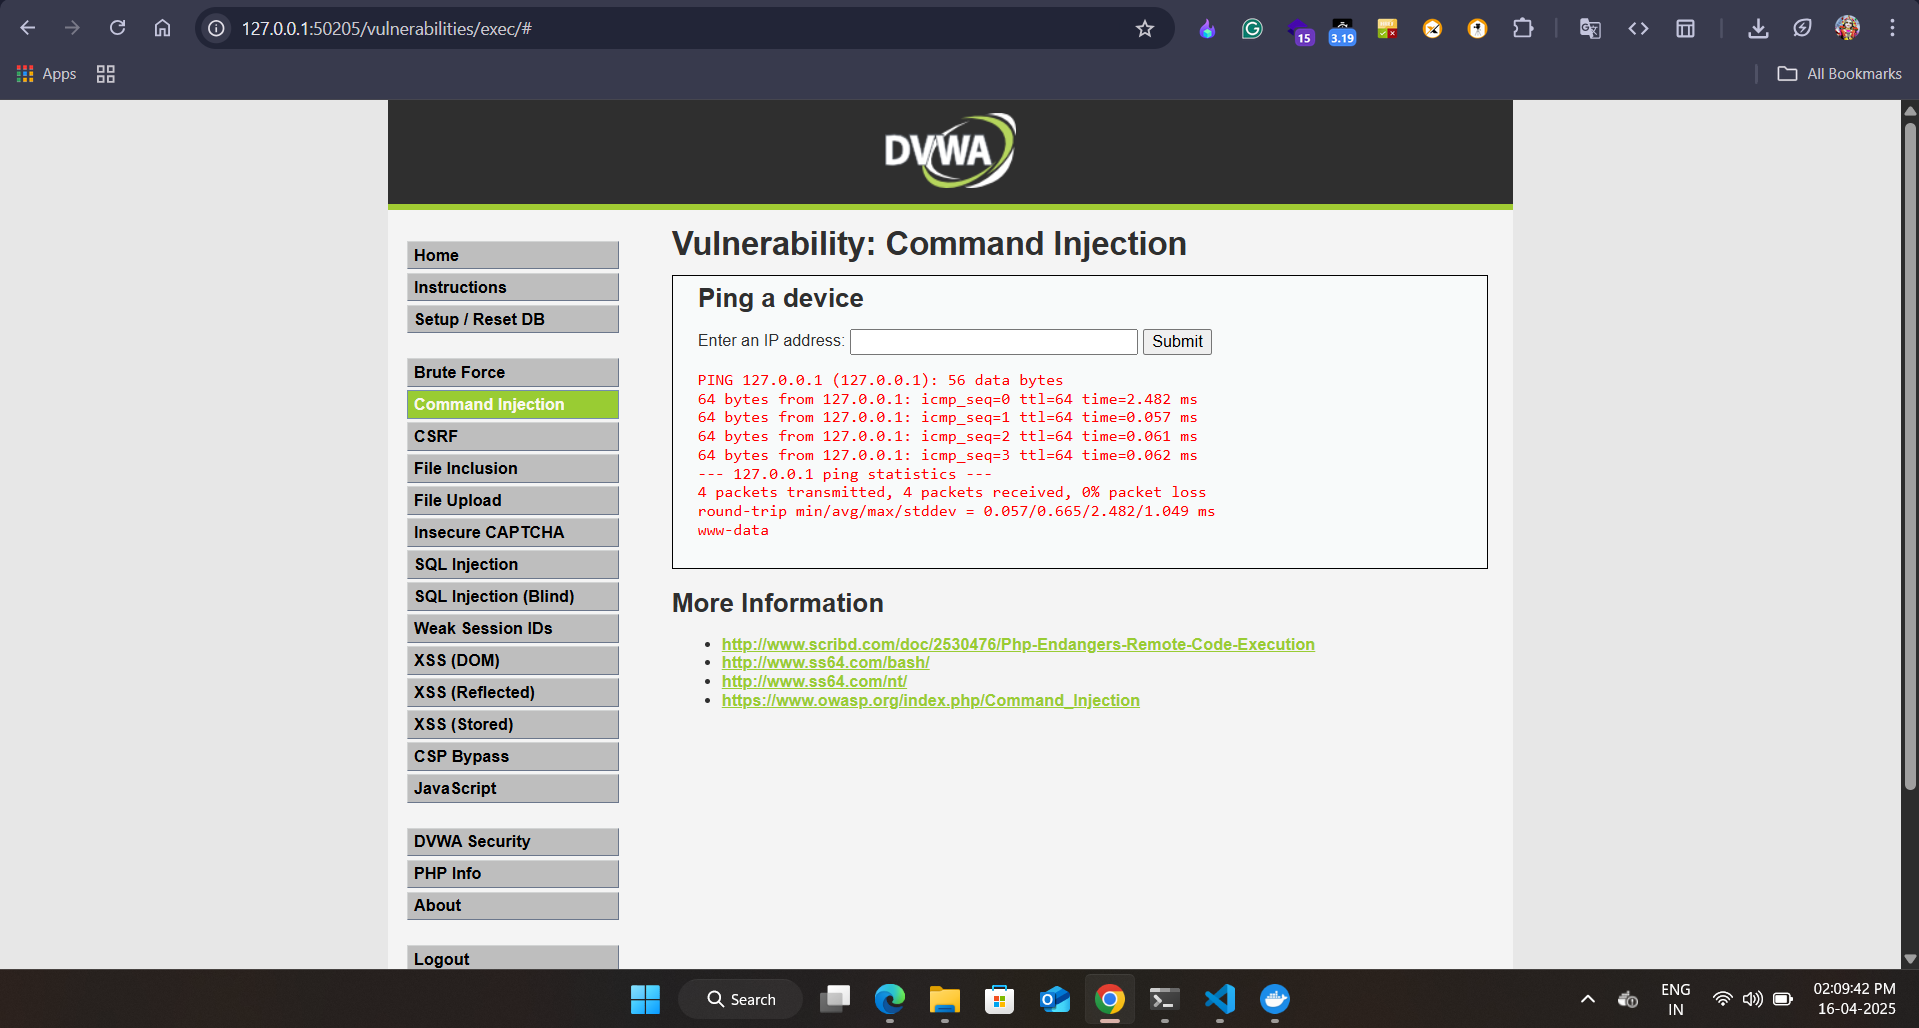 127.0.0.1:50205/vulnerabilities/exec/#
15
3.19
Apps
All Bookmarks
DVWA
Home
Instructions
Setup / Reset DB
Brute Force
Command Injection
CSRF
File Inclusion
File Upload
Insecure CAPTCHA
SQL Injection
SQL Injection (Blind)
Weak Session IDs
XSS (DOM)
XSS (Reflected)
XSS (Stored)
CSP Bypass
JavaScript
DVWA Security
PHP Info
About
Logout
Vulnerability: Command Injection
Ping a device
Enter an IP address: Submit
PING 127.0.0.1 (127.0.0.1): 56 data bytes
64 bytes from 127.0.0.1: icmp_seq=0 ttl=64 time=2.482 ms
64 bytes from 127.0.0.1: icmp_seq=1 ttl=64 time=0.057 ms
64 bytes from 127.0.0.1: icmp_seq=2 ttl=64 time=0.061 ms
64 bytes from 127.0.0.1: icmp_seq=3 ttl=64 time=0.062 ms
--- 127.0.0.1 ping statistics ---
4 packets transmitted, 4 packets received, 0% packet loss
round-trip min/avg/max/stddev = 0.057/0.665/2.482/1.049 ms
www-data
More Information
http://www.scribd.com/doc/2530476/Php-Endangers-Remote-Code-Execution
http://www.ss64.com/bash/
http://www.ss64.com/nt/
https://www.owasp.org/index.php/Command_Injection
Search
ENG
IN
02:09:42 PM
16-04-2025